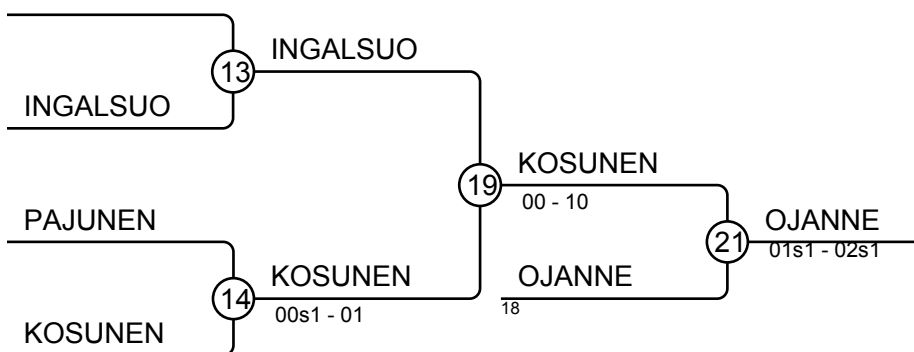 INGALSUO
13
INGALSUO
KOSUNEN
19
00 - 10
PAJUNEN
OJANNE
21
01s1 - 02s1
KOSUNEN
OJANNE
14
18
00s1 - 01
KOSUNEN